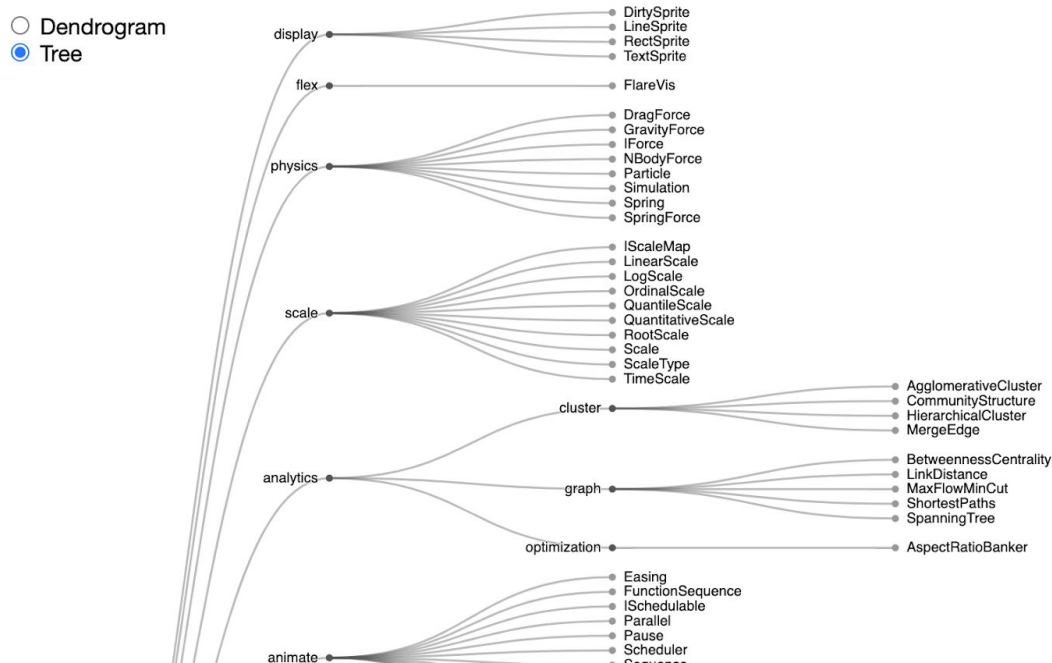 Dendrogram
Tree
display
DirtySprite
LineSprite
RectSprite
TextSprite
flex
FlareVis
physics
DragForce
GravityForce
IForce
NBodyForce
Particle
Simulation
Spring
SpringForce
scale
IScaleMap
LinearScale
LogScale
OrdinalScale
QuantileScale
QuantitativeScale
RootScale
Scale
ScaleType
TimeScale
analytics
cluster
AgglomerativeCluster
CommunityStructure
HierarchicalCluster
MergeEdge
graph
BetweennessCentrality
LinkDistance
MaxFlowMinCut
ShortestPaths
SpanningTree
optimization
AspectRatioBanker
animate
Easing
FunctionSequence
ISchedulable
Parallel
Pause
Scheduler